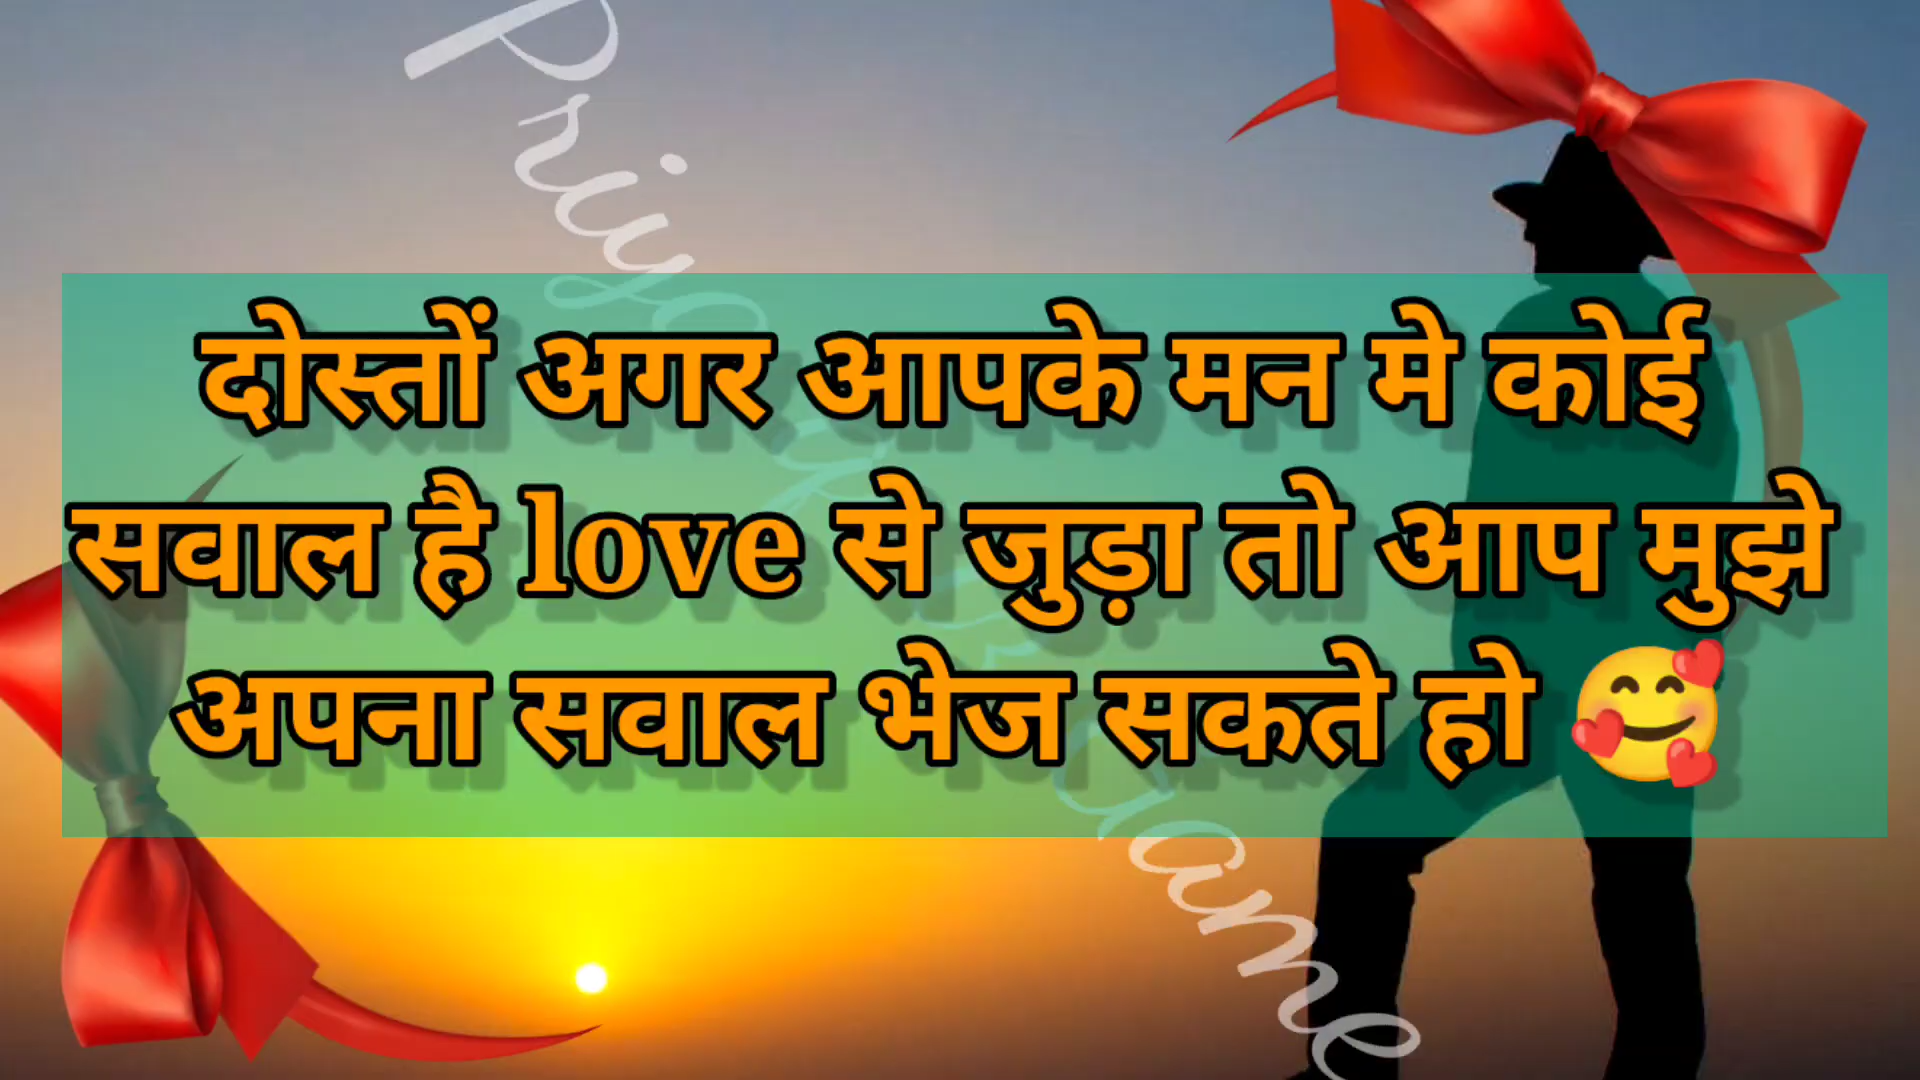 दोस्तों अगर आपके मन मे कोई
सवाल है love से जुड़ा तो आप मुझे
अपना सवाल भेज सकते हो 🥰